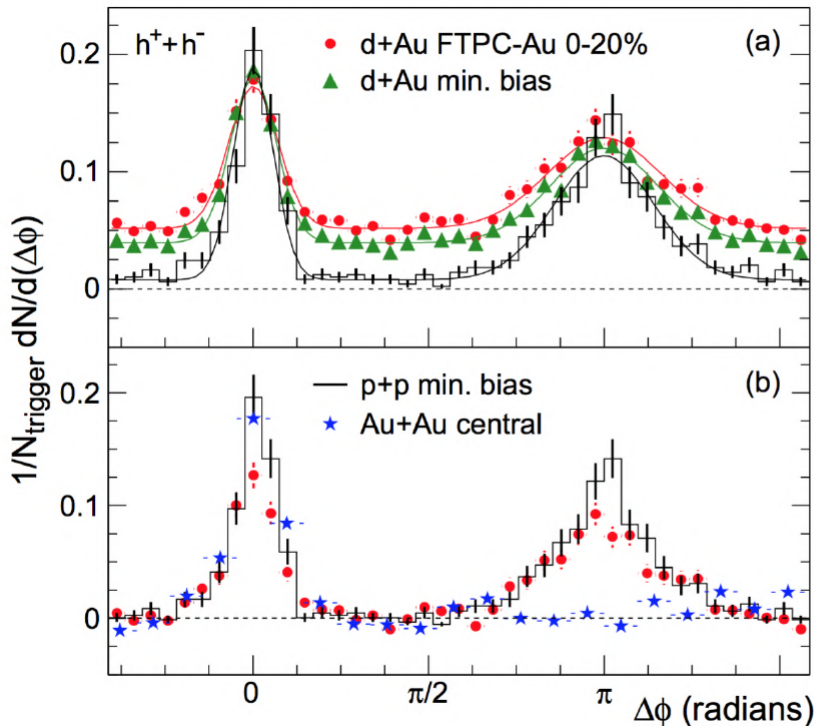 h⁺+h⁻
d+Au FTPC-Au 0-20%
(a)
d+Au min. bias
0.2
0.1
0
1/N_trigger dN/d(Δϕ)
p+p min. bias
(b)
Au+Au central
0.2
0.1
0
0
π/2
π
Δϕ (radians)